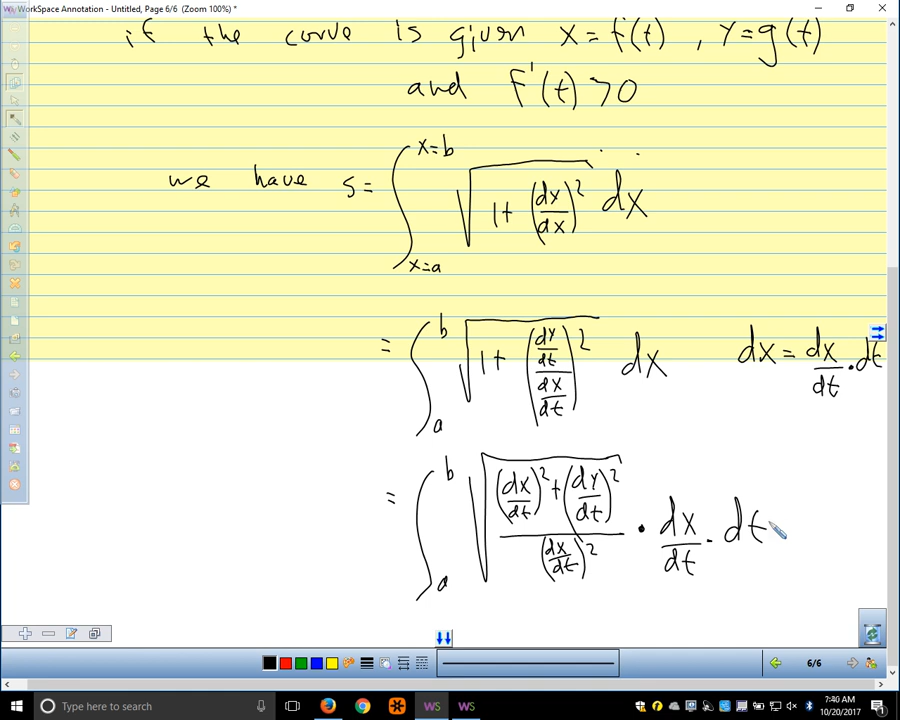 WorkSpace Annotation - Untitled, Page 6/6 (Zoom 100%) *
if the curve is given x = f(t) , y = g(t)
and f'(t) > 0
we have s = ∫_{x=a}^{x=b} √(1 + (dx/dx)^2) dx
= ∫_a^b √(1 + ((dy/dt)/(dx/dt))^2) dx dx = dx/dt · dt
= ∫_a^b √(((dx/dt)^2 + (dy/dt)^2)/(dx/dt)^2) · dx/dt · dt
6/6
Type here to search
WS
WS
7:40 AM
10/20/2017